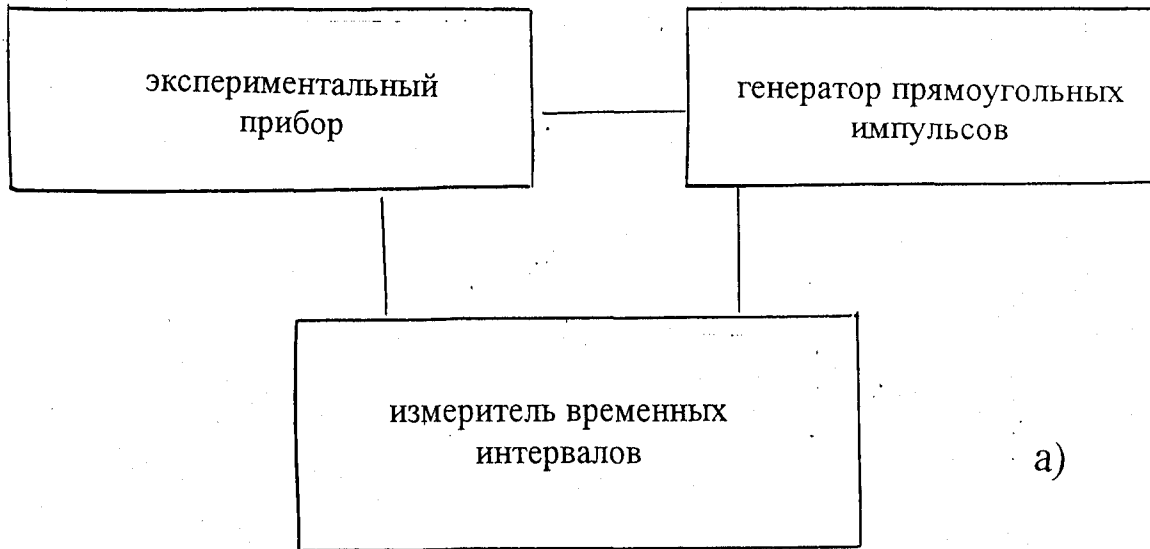 экспериментальный
прибор
генератор прямоугольных
импульсов
измеритель временных
интервалов
а)